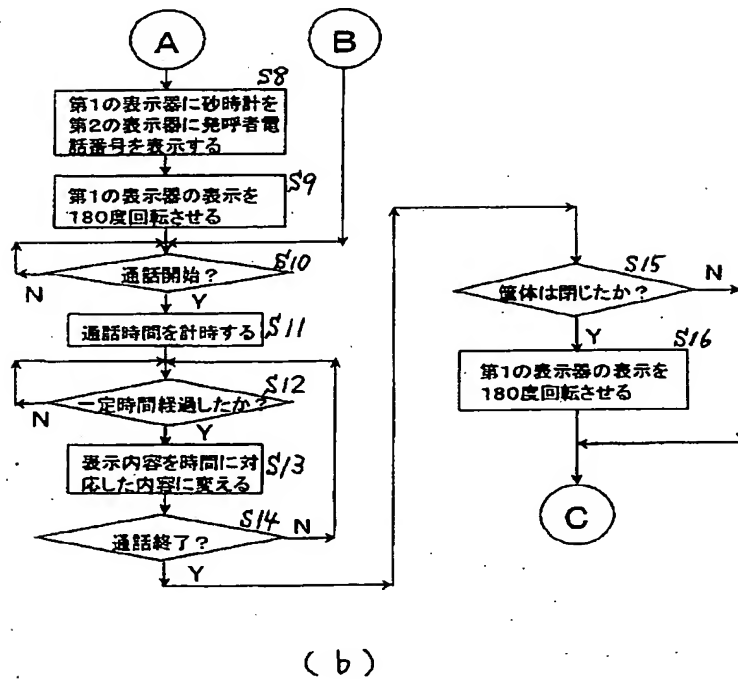 A
B
S8
第1の表示器に砂時計を
第2の表示器に発呼者電
話番号を表示する
S9
第1の表示器の表示を
180度回転させる
通話開始?
S10
N
Y
通話時間を計時する
S11
S12
一定時間経過したか?
N
Y
表示内容を時間に対
応した内容に変える
S13
S14
N
通話終了?
Y
S15
N
筐体は閉じたか?
Y
S16
第1の表示器の表示を
180度回転させる
C
(b)